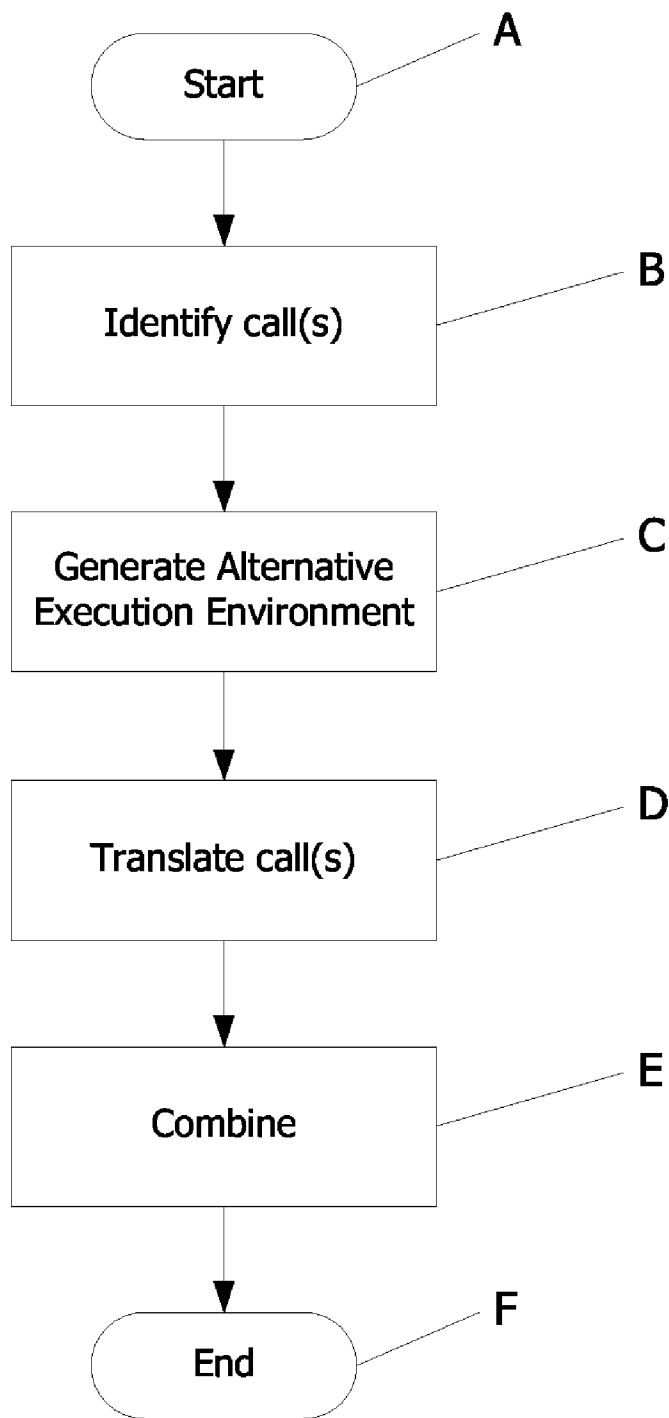 A
Start
B
Identify call(s)
C
Generate Alternative
Execution Environment
D
Translate call(s)
E
Combine
F
End